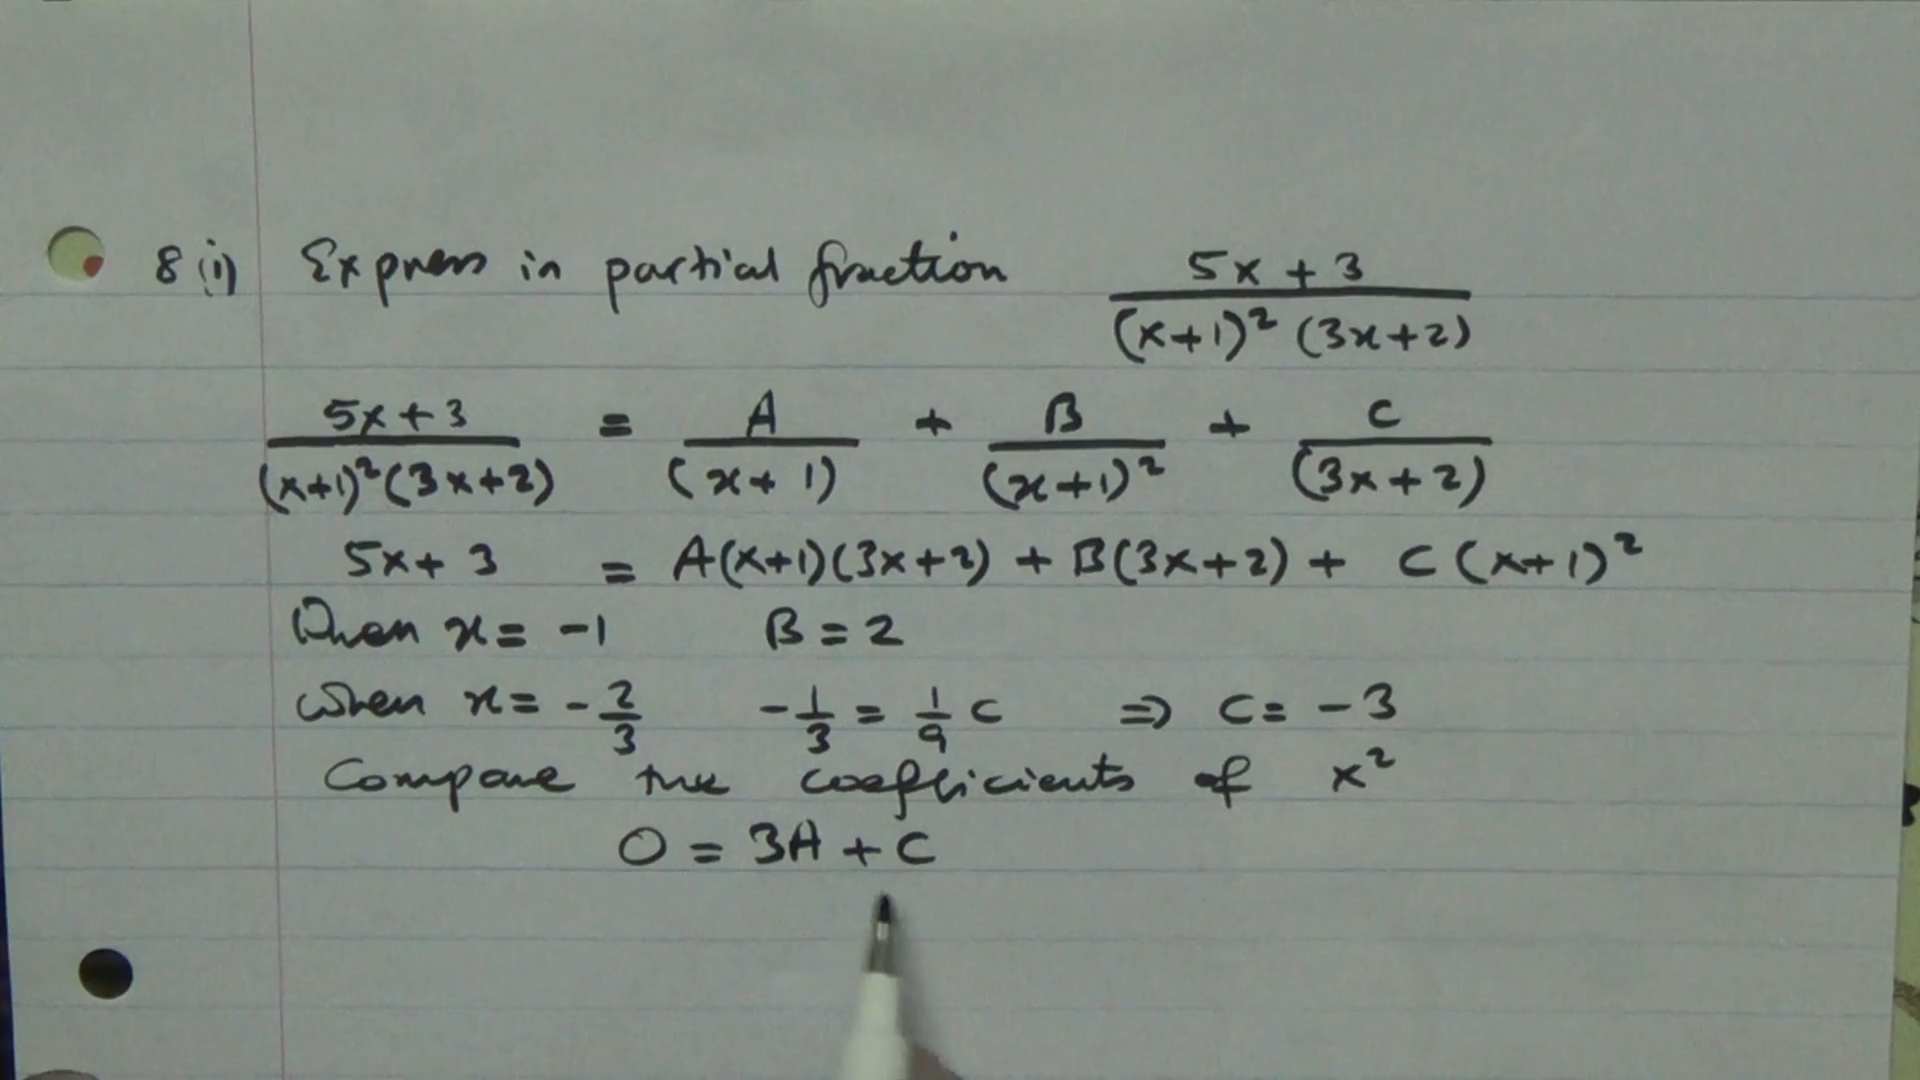 8 (i) Express in partial fraction (5x + 3) / ((x+1)² (3x+2))
(5x+3) / ((x+1)²(3x+2)) = A / (x+1) + B / (x+1)² + C / (3x+2)
5x+3 = A(x+1)(3x+2) + B(3x+2) + C(x+1)²
When x = -1 B = 2
When x = -2/3 -1/3 = 1/9 C ⇒ C = -3
Compare the coefficients of x²
0 = 3A + C